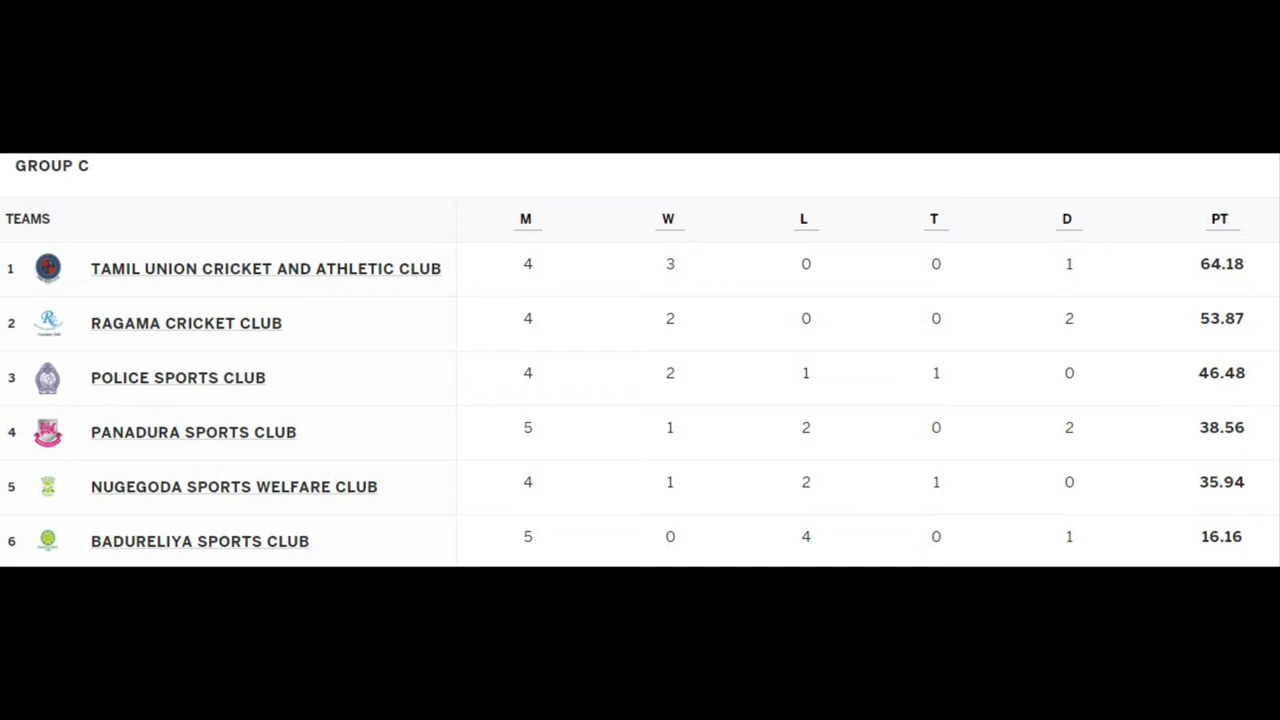 GROUP C
TEAMS M W L T D PT
1 TAMIL UNION CRICKET AND ATHLETIC CLUB 4 3 0 0 1 64.18
2 RAGAMA CRICKET CLUB 4 2 0 0 2 53.87
3 POLICE SPORTS CLUB 4 2 1 1 0 46.48
4 PANADURA SPORTS CLUB 5 1 2 0 2 38.56
5 NUGEGODA SPORTS WELFARE CLUB 4 1 2 1 0 35.94
6 BADURELIYA SPORTS CLUB 5 0 4 0 1 16.16